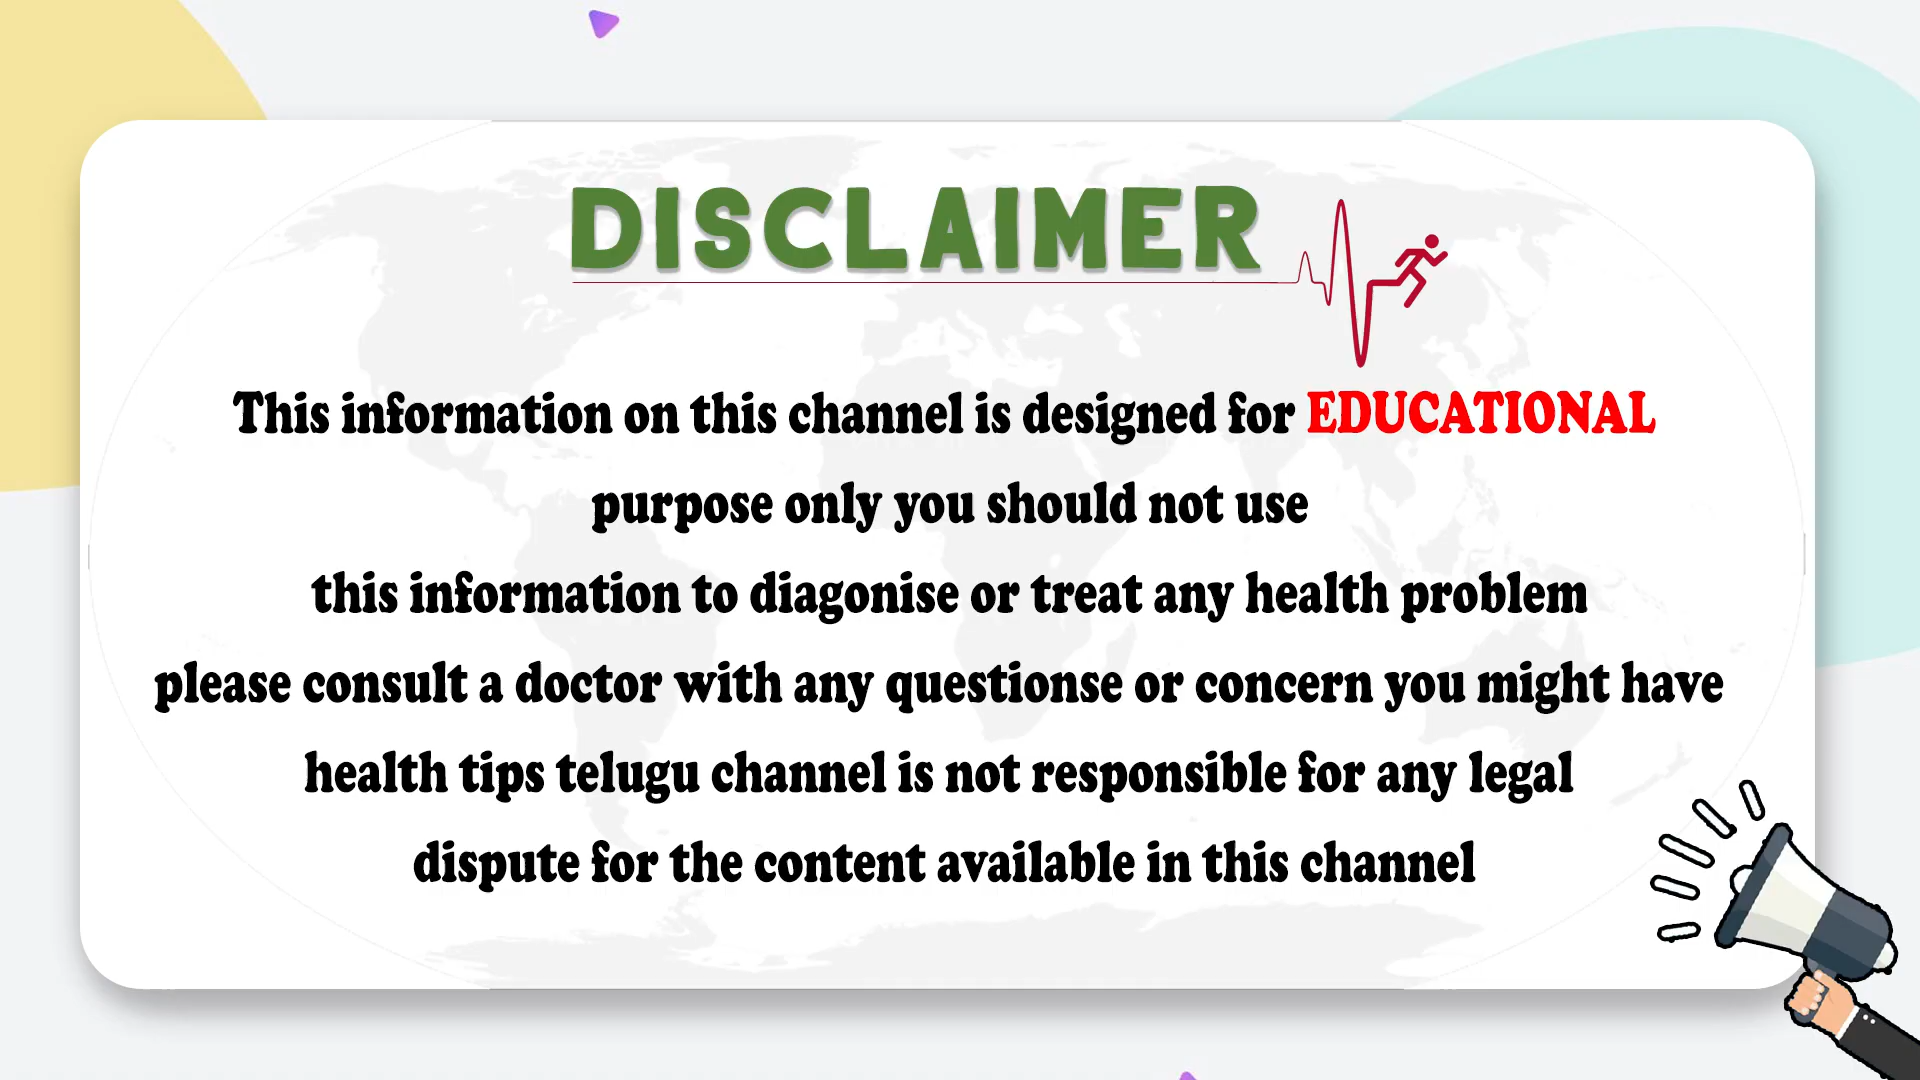 DISCLAIMER
This information on this channel is designed for EDUCATIONAL
purpose only you should not use
this information to diagonise or treat any health problem
please consult a doctor with any questionse or concern you might have
health tips telugu channel is not responsible for any legal
dispute for the content available in this channel